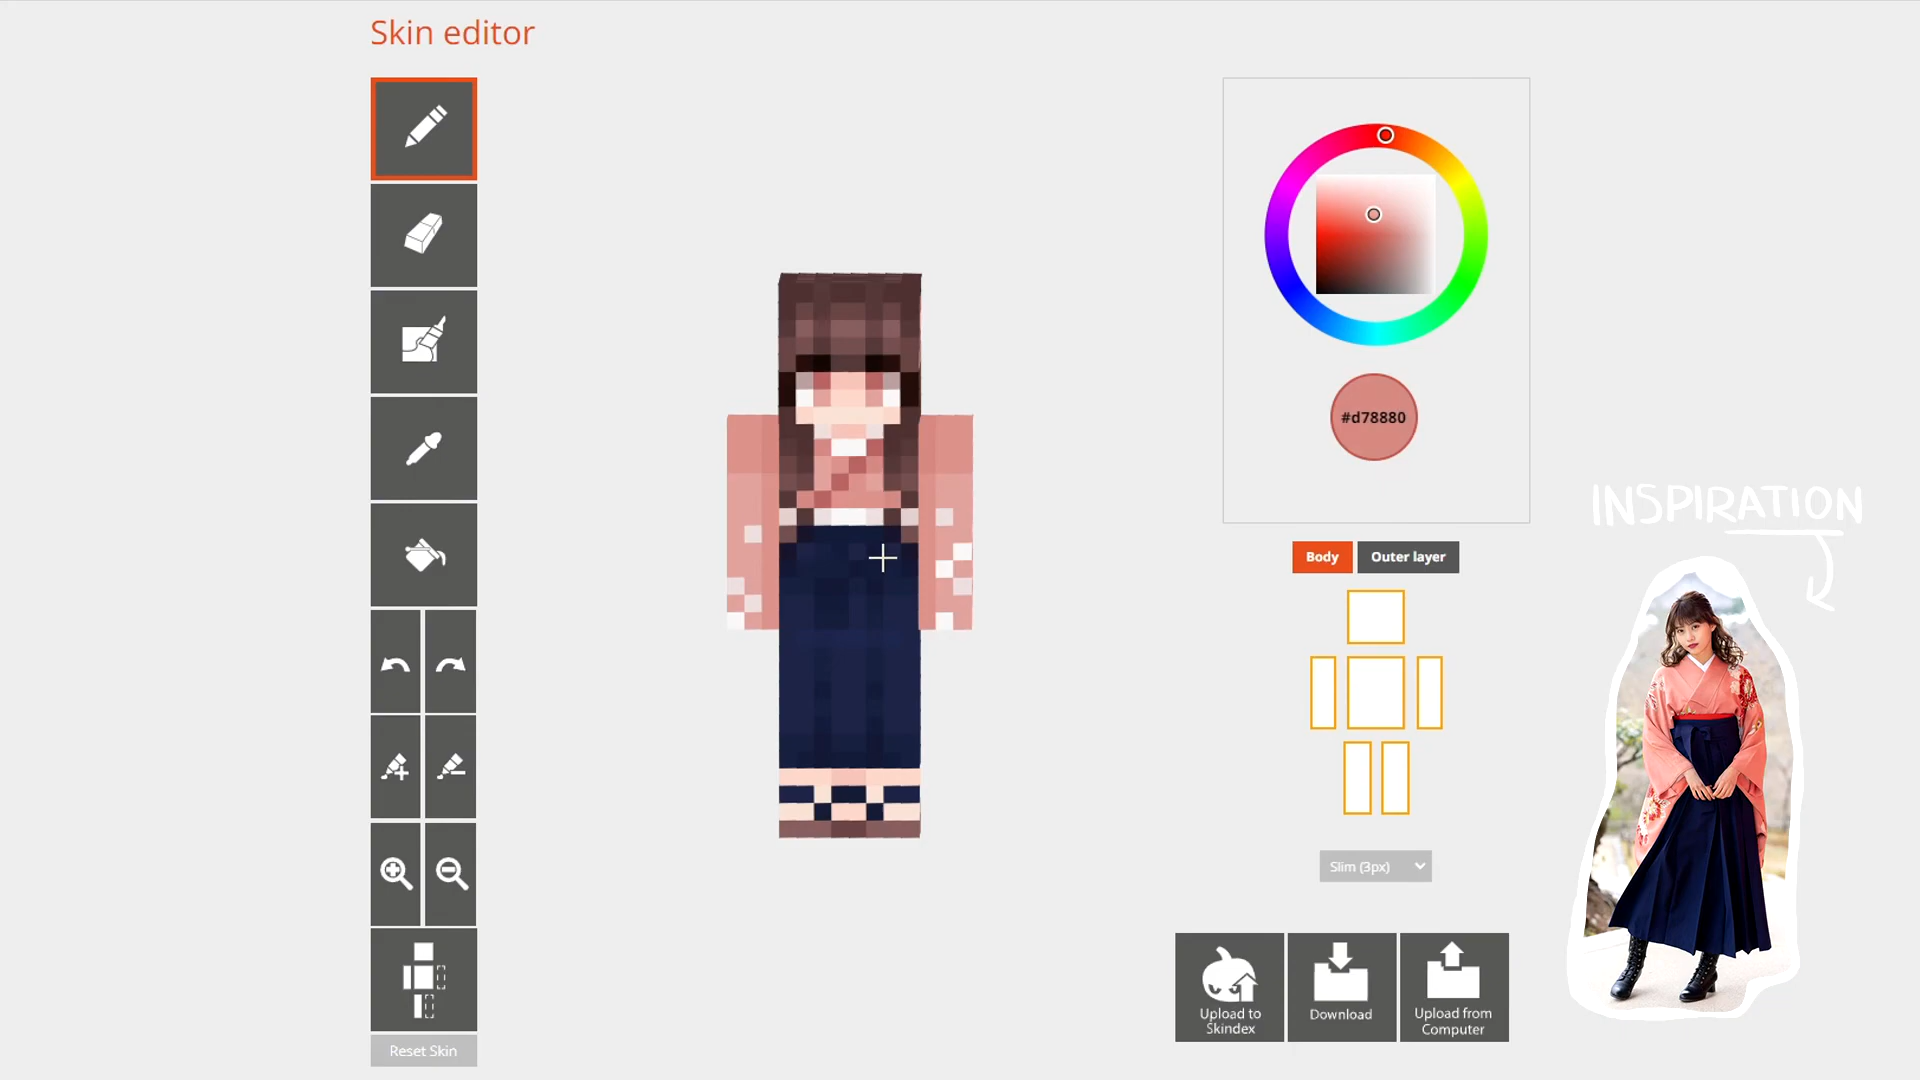 Skin editor
#d78880
Body
Outer layer
INSPIRATION
Slim (3px)
Upload to
Skindex
Download
Upload from
Computer
Reset Skin